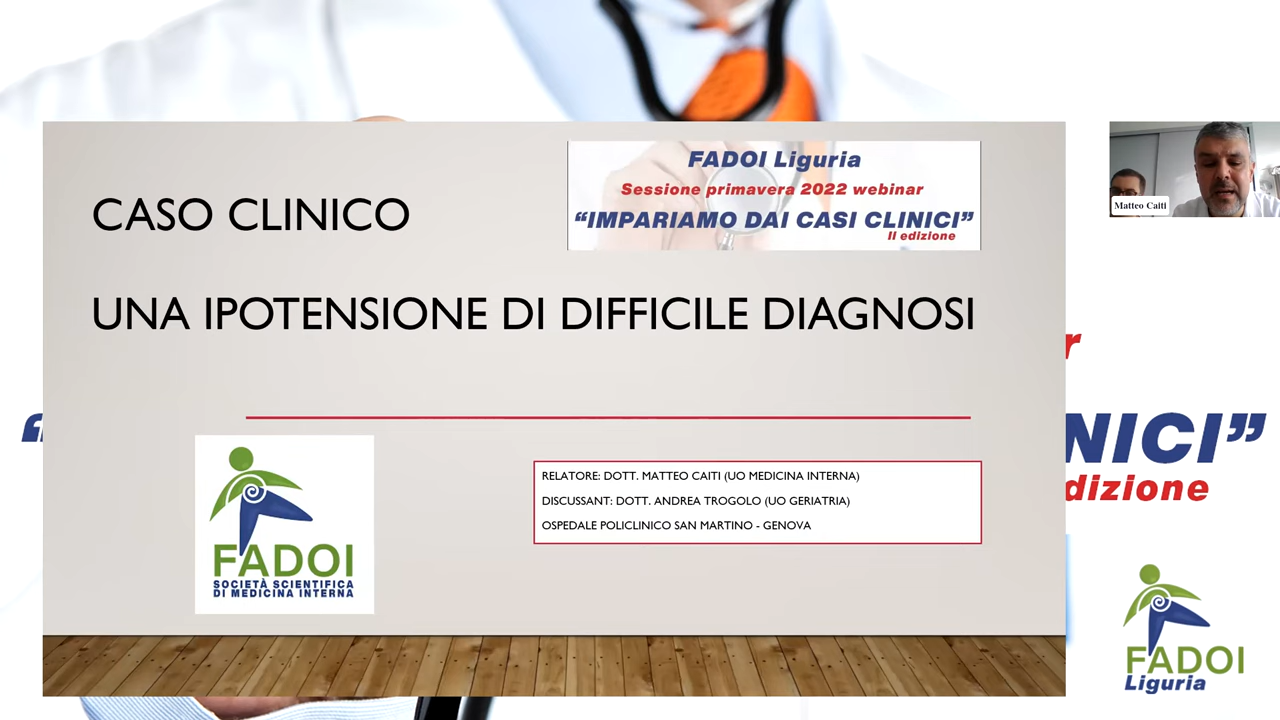 FADOI Liguria
Sessione primavera 2022 webinar
“IMPARIAMO DAI CASI CLINICI”
II edizione
CASO CLINICO
UNA IPOTENSIONE DI DIFFICILE DIAGNOSI
Matteo Caiti
RELATORE: DOTT. MATTEO CAITI (UO MEDICINA INTERNA)
DISCUSSANT: DOTT. ANDREA TROGOLO (UO GERIATRIA)
OSPEDALE POLICLINICO SAN MARTINO - GENOVA
FADOI
SOCIETÀ SCIENTIFICA
DI MEDICINA INTERNA
r
“
NICI”
dizione
FADOI
Liguria